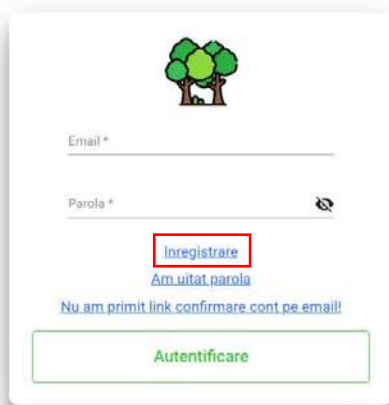 Email *
Parola *
Inregistrare
Am uitat parola
Nu am primit link confirmare cont pe email!
Autentificare